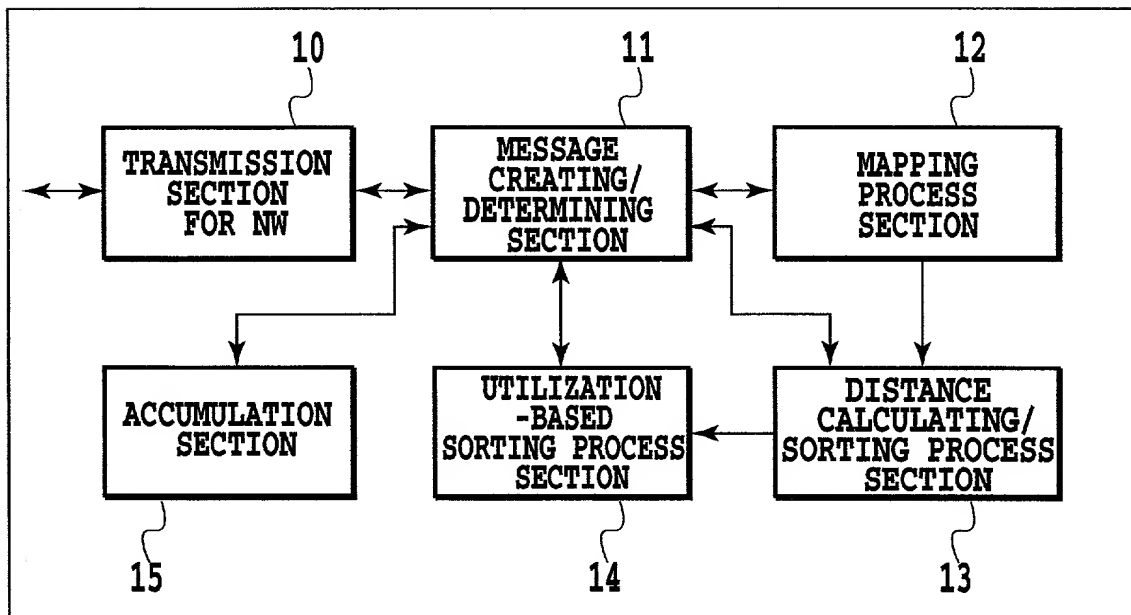 10
11
12
TRANSMISSION
SECTION
FOR NW
MESSAGE
CREATING/
DETERMINING
SECTION
MAPPING
PROCESS
SECTION
ACCUMULATION
SECTION
UTILIZATION
-BASED
SORTING PROCESS
SECTION
DISTANCE
CALCULATING/
SORTING PROCESS
SECTION
15
14
13